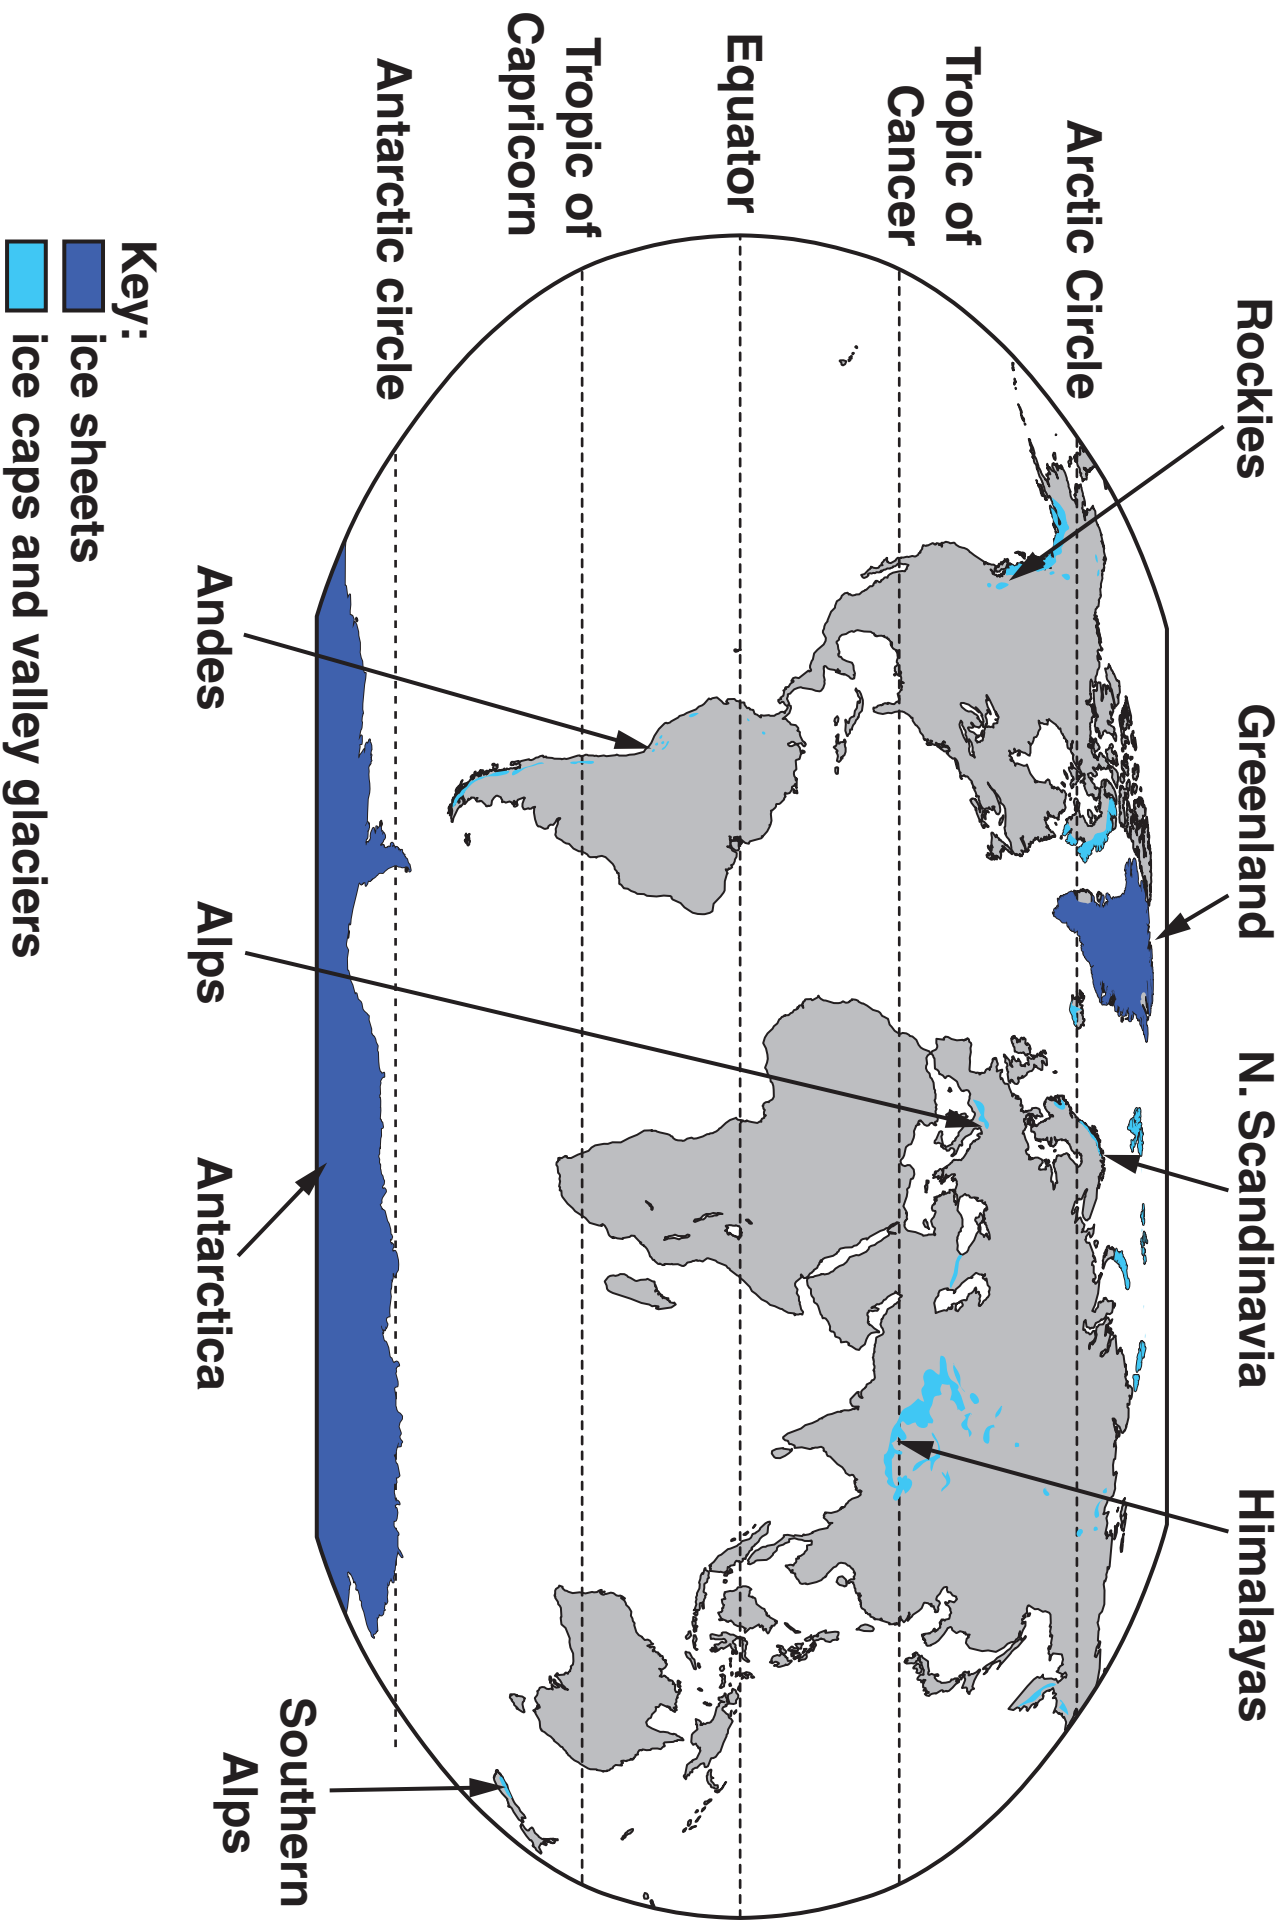 Rockies
Greenland
N. Scandinavia
Himalayas
Arctic Circle
Tropic of
Cancer
Equator
Tropic of
Capricorn
Antarctic circle
Andes
Alps
Antarctica
Southern
Alps
Key:
ice sheets
ice caps and valley glaciers